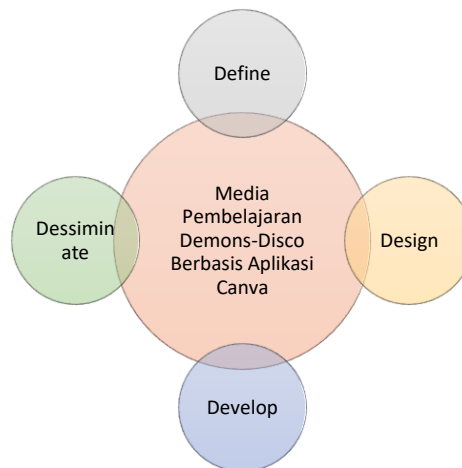 Define
Media
Pembelajaran
Demons-Disco
Berbasis Aplikasi
Canva
Dessimin
ate
Design
Develop